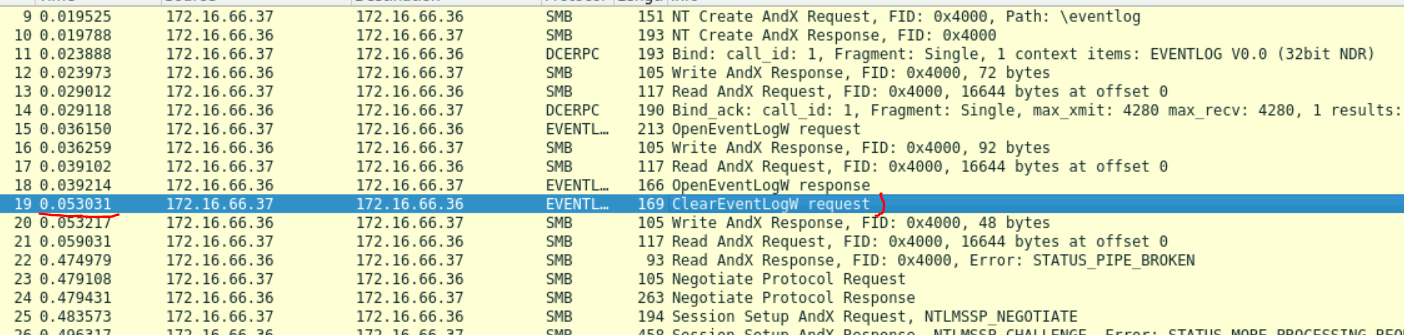 9 0.019525 172.16.66.37 172.16.66.36 SMB 151 NT Create AndX Request, FID: 0x4000, Path: \eventlog
10 0.019788 172.16.66.36 172.16.66.37 SMB 193 NT Create AndX Response, FID: 0x4000
11 0.023888 172.16.66.37 172.16.66.36 DCERPC 193 Bind: call_id: 1, Fragment: Single, 1 context items: EVENTLOG V0.0 (32bit NDR)
12 0.023973 172.16.66.36 172.16.66.37 SMB 105 Write AndX Response, FID: 0x4000, 72 bytes
13 0.029012 172.16.66.37 172.16.66.36 SMB 117 Read AndX Request, FID: 0x4000, 16644 bytes at offset 0
14 0.029118 172.16.66.36 172.16.66.37 DCERPC 190 Bind_ack: call_id: 1, Fragment: Single, max_xmit: 4280 max_recv: 4280, 1 results:
15 0.036150 172.16.66.37 172.16.66.36 EVENTL… 213 OpenEventLogW request
16 0.036259 172.16.66.36 172.16.66.37 SMB 105 Write AndX Response, FID: 0x4000, 92 bytes
17 0.039102 172.16.66.37 172.16.66.36 SMB 117 Read AndX Request, FID: 0x4000, 16644 bytes at offset 0
18 0.039214 172.16.66.36 172.16.66.37 EVENTL… 166 OpenEventLogW response
19 0.053031 172.16.66.37 172.16.66.36 EVENTL… 169 ClearEventLogW request
20 0.053217 172.16.66.36 172.16.66.37 SMB 105 Write AndX Response, FID: 0x4000, 48 bytes
21 0.059031 172.16.66.37 172.16.66.36 SMB 117 Read AndX Request, FID: 0x4000, 16644 bytes at offset 0
22 0.474979 172.16.66.36 172.16.66.37 SMB 93 Read AndX Response, FID: 0x4000, Error: STATUS_PIPE_BROKEN
23 0.479108 172.16.66.37 172.16.66.36 SMB 105 Negotiate Protocol Request
24 0.479431 172.16.66.36 172.16.66.37 SMB 263 Negotiate Protocol Response
25 0.483573 172.16.66.37 172.16.66.36 SMB 194 Session Setup AndX Request, NTLMSSP_NEGOTIATE
26 0.496317 172.16.66.36 172.16.66.37 SMB 458 Session Setup AndX Response, NTLMSSP_CHALLENGE, Error: STATUS_MORE_PROCESSING